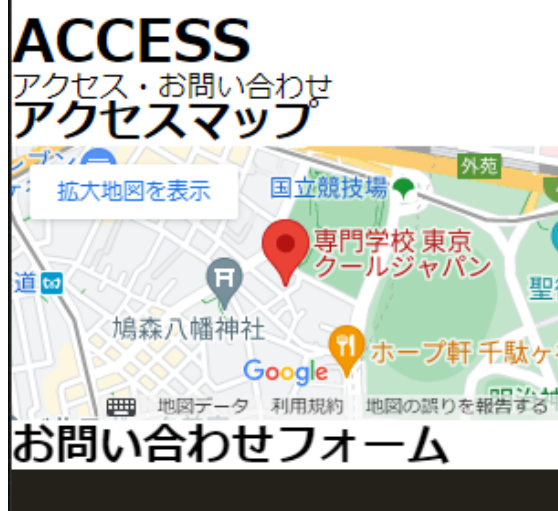 ACCESS
アクセス・お問い合わせ
アクセスマップ
外苑
拡大地図を表示
国立競技場
専門学校 東京
クールジャパン
道
鳩森八幡神社
ホープ軒 千駄ヶ
Google
地図データ 利用規約 地図の誤りを報告する
お問い合わせフォーム